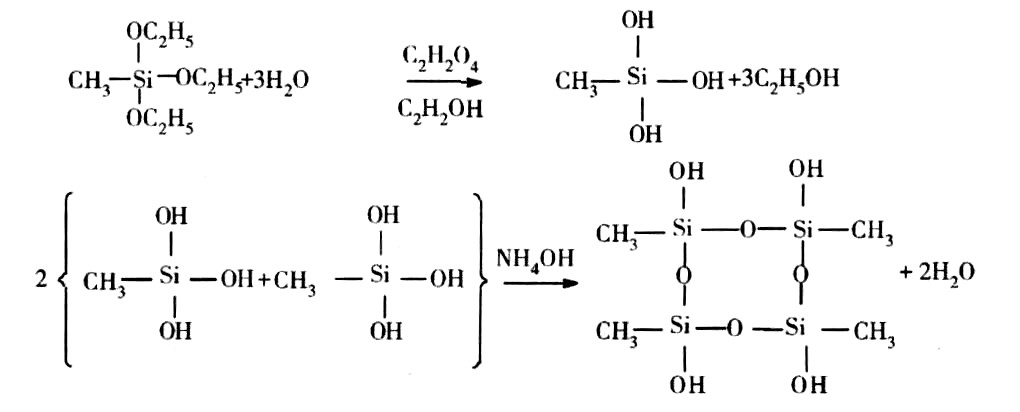 OC₂H₅
CH₃—Si—OC₂H₅+3H₂O
OC₂H₅
C₂H₂O₄
C₂H₂OH
OH
CH₃—Si—OH+3C₂H₅OH
OH
2 { OH OH
CH₃—Si—OH+CH₃—Si—OH }
OH OH
NH₄OH
OH OH
CH₃—Si—O—Si—CH₃
O O
CH₃—Si—O—Si—CH₃
OH OH
+ 2H₂O